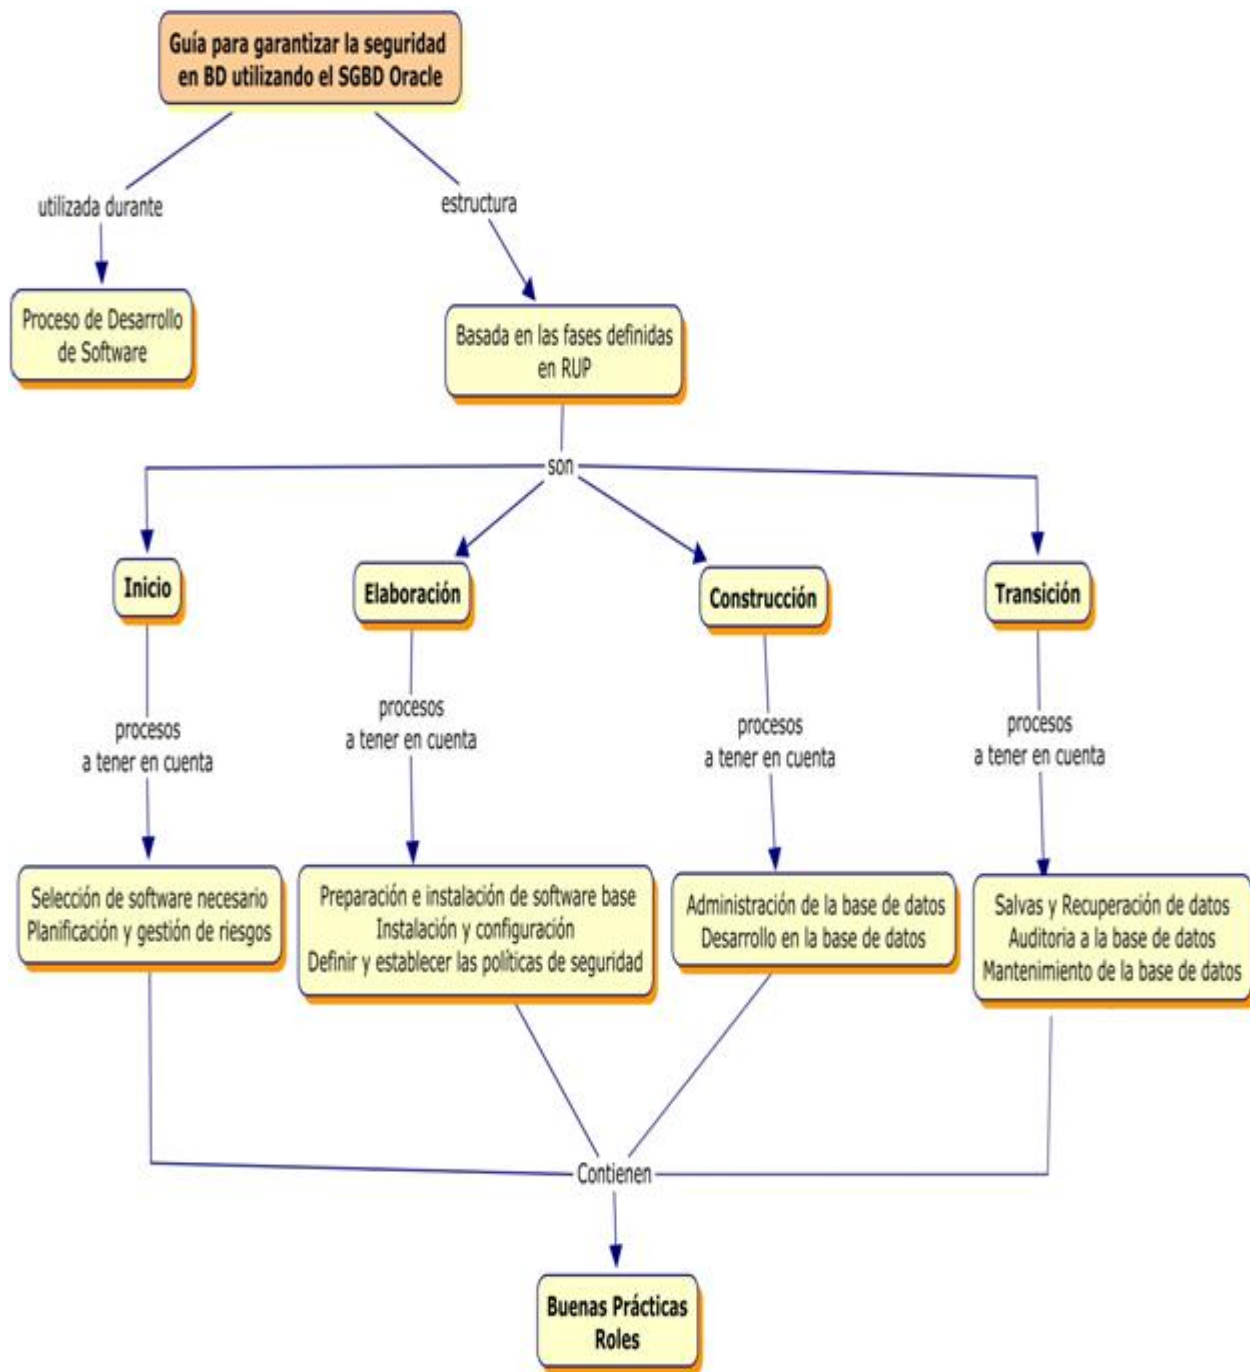 Guía para garantizar la seguridad
en BD utilizando el SGBD Oracle
utilizada durante
estructura
Proceso de Desarrollo
de Software
Basada en las fases definidas
en RUP
son
Inicio
Elaboración
Construcción
Transición
procesos
a tener en cuenta
procesos
a tener en cuenta
procesos
a tener en cuenta
procesos
a tener en cuenta
Selección de software necesario
Planificación y gestión de riesgos
Preparación e instalación de software base
Instalación y configuración
Definir y establecer las políticas de seguridad
Administración de la base de datos
Desarrollo en la base de datos
Salvas y Recuperación de datos
Auditoria a la base de datos
Mantenimiento de la base de datos
Contienen
Buenas Prácticas
Roles